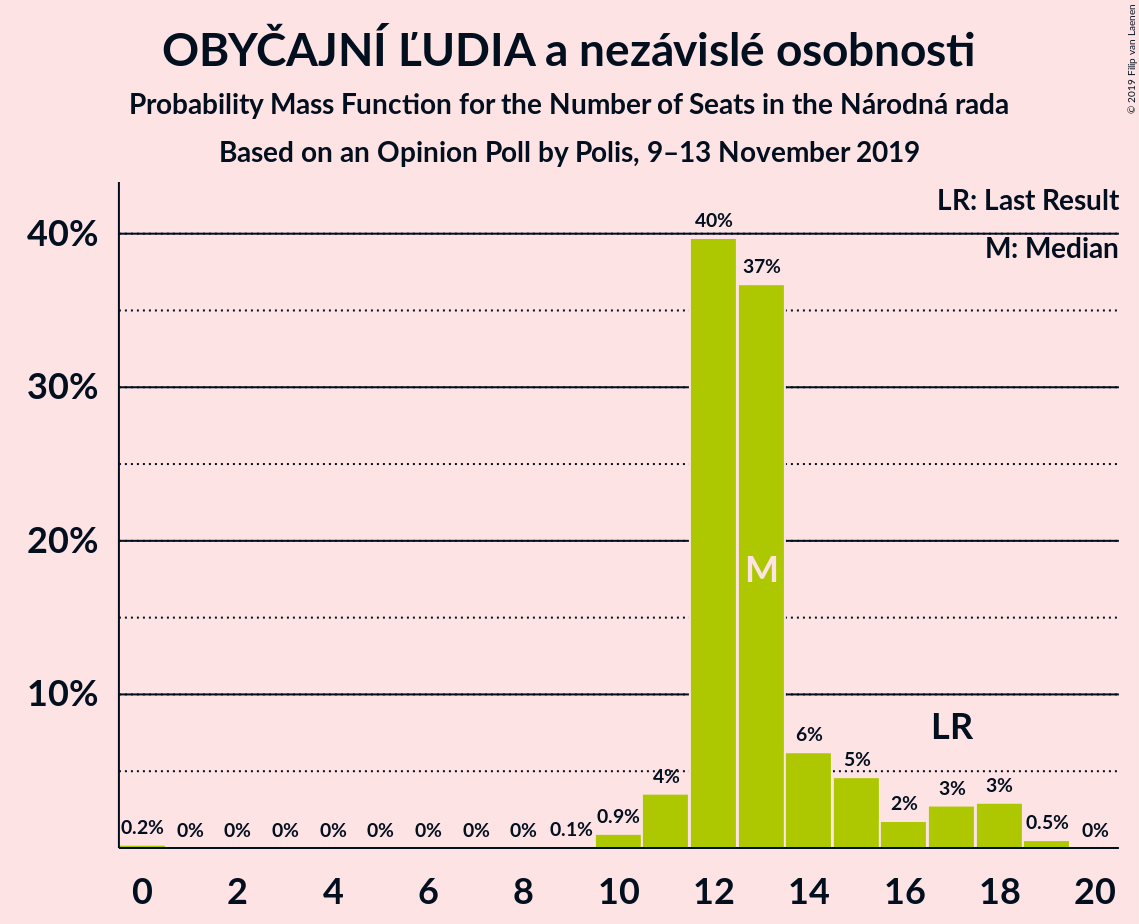 OBYČAJNÍ ĽUDIA a nezávislé osobnosti
Probability Mass Function for the Number of Seats in the Národná rada
Based on an Opinion Poll by Polis, 9–13 November 2019
© 2019 Filip van Laenen
LR: Last Result
M: Median
40%
30%
20%
10%
0.2%
0%
0%
0%
0%
0%
0%
0%
0%
0.1%
0.9%
4%
40%
37%
6%
5%
2%
3%
3%
0.5%
0%
M
LR
0 2 4 6 8 10 12 14 16 18 20